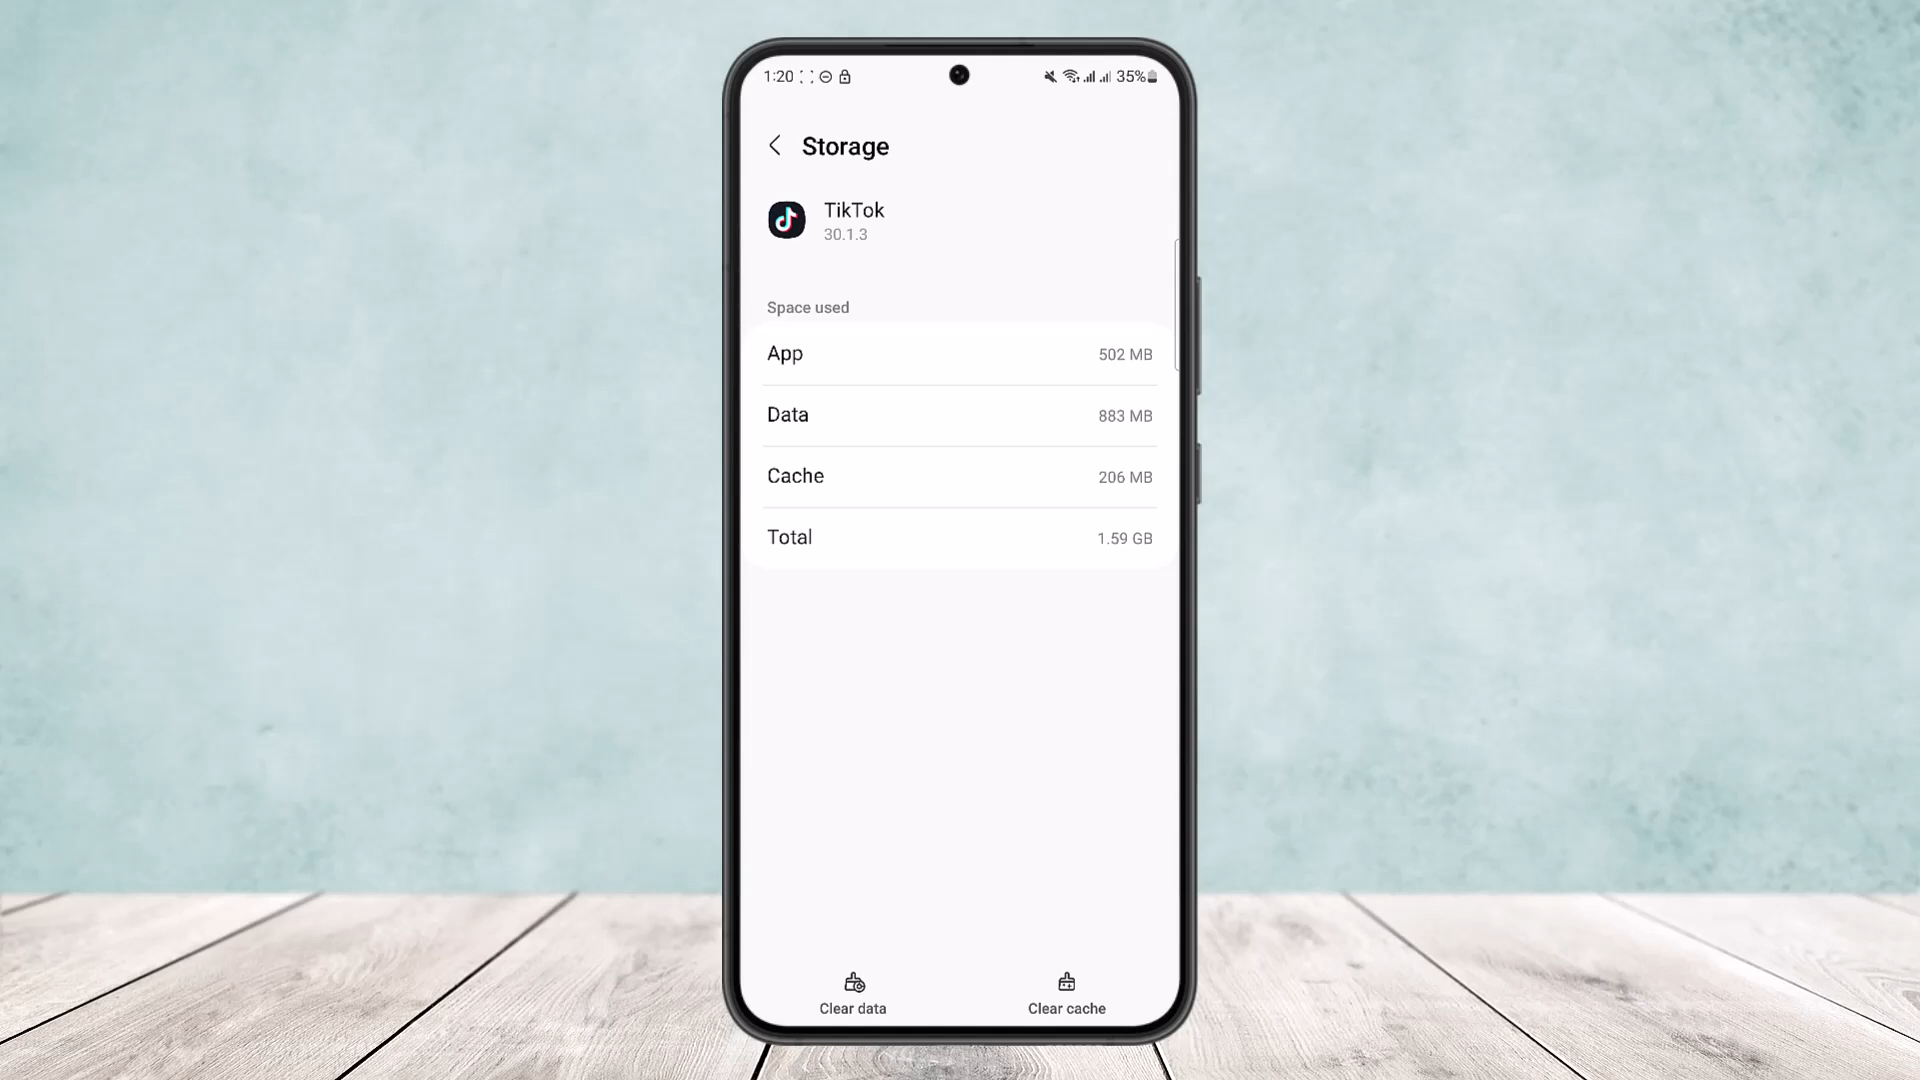 1:20 35%
Storage
TikTok
30.1.3
Space used
App 502 MB
Data 883 MB
Cache 206 MB
Total 1.59 GB
Clear data Clear cache